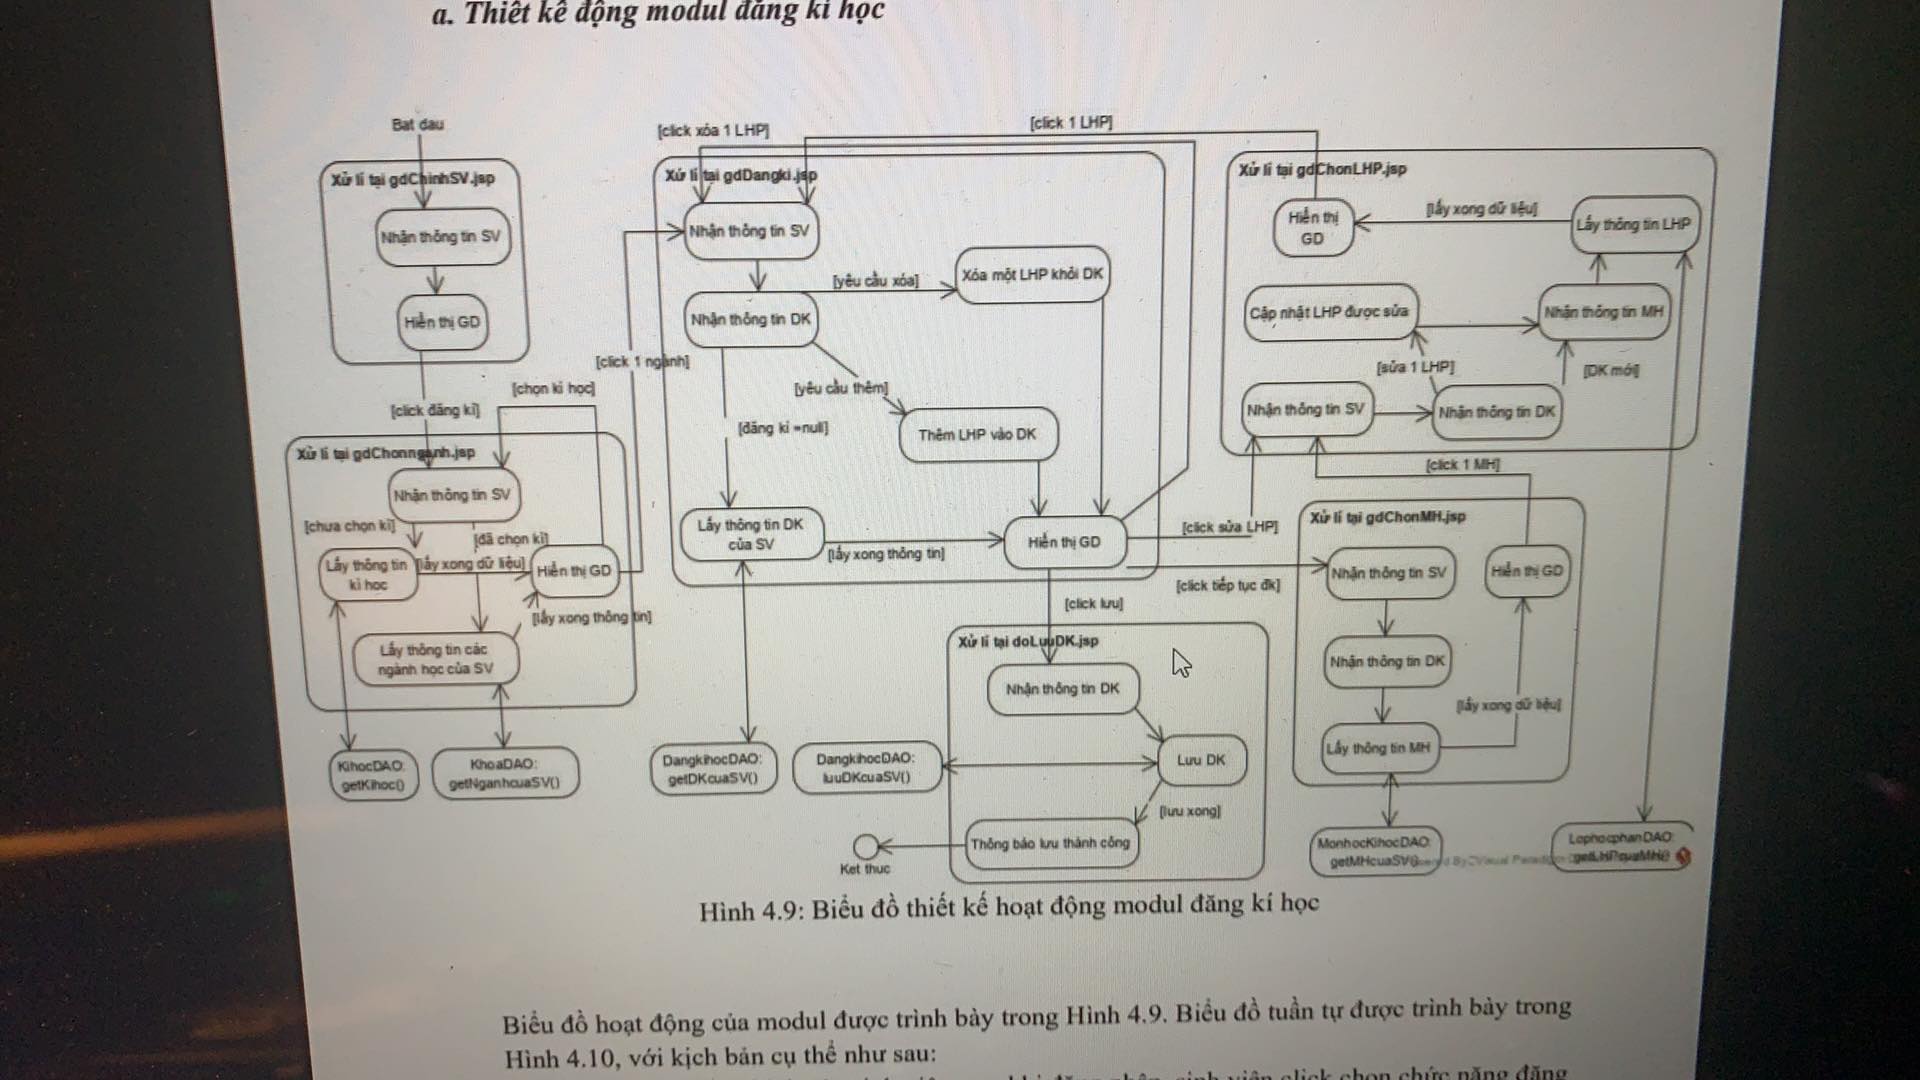 a. Thiết kế động modul đăng kí học
Bat dau
[click xóa 1 LHP]
[click 1 LHP]
Xử lí tại gdChinhSV.jsp
Nhận thông tin SV
Hiển thị GD
[click đăng kí]
[chọn kì học]
[click 1 ngành]
Xử lí tại gdChonnganh.jsp
Nhận thông tin SV
[chưa chọn kì]
[đã chọn kì]
Lấy thông tin
kì học
[lấy xong dữ liệu]
Hiển thị GD
[lấy xong thông tin]
Lấy thông tin các
ngành học của SV
KihocDAO:
getKihoc()
KhoaDAO:
getNganhcuaSV()
Xử lí tại gdDangki.jsp
Nhận thông tin SV
[yêu cầu xóa]
Xóa một LHP khỏi DK
Nhận thông tin DK
[yêu cầu thêm]
[đăng kí =null]
Thêm LHP vào DK
Lấy thông tin DK
của SV
[lấy xong thông tin]
Hiển thị GD
[click sửa LHP]
[click tiếp tục đk]
[click lưu]
DangkihocDAO:
getDKcuaSV()
DangkihocDAO:
luuDKcuaSV()
Xử lí tại doLuuDK.jsp
Nhận thông tin DK
Lưu DK
[lưu xong]
Thông báo lưu thành công
Ket thuc
Xử lí tại gdChonLHP.jsp
Hiển thị
GD
[lấy xong dữ liệu]
Lấy thông tin LHP
Cập nhật LHP được sửa
Nhận thông tin MH
[sửa 1 LHP]
[DK mới]
Nhận thông tin SV
Nhận thông tin DK
[click 1 MH]
Xử lí tại gdChonMH.jsp
Nhận thông tin SV
Hiển thị GD
Nhận thông tin DK
[lấy xong dữ liệu]
Lấy thông tin MH
MonhocKihocDAO:
getMHcuaSV()
LophocphanDAO:
Hình 4.9: Biểu đồ thiết kế hoạt động modul đăng kí học
Biểu đồ hoạt động của modul được trình bày trong Hình 4.9. Biểu đồ tuần tự được trình bày trong
Hình 4.10, với kịch bản cụ thể như sau:
sinh viên click chọn chức năng đăng